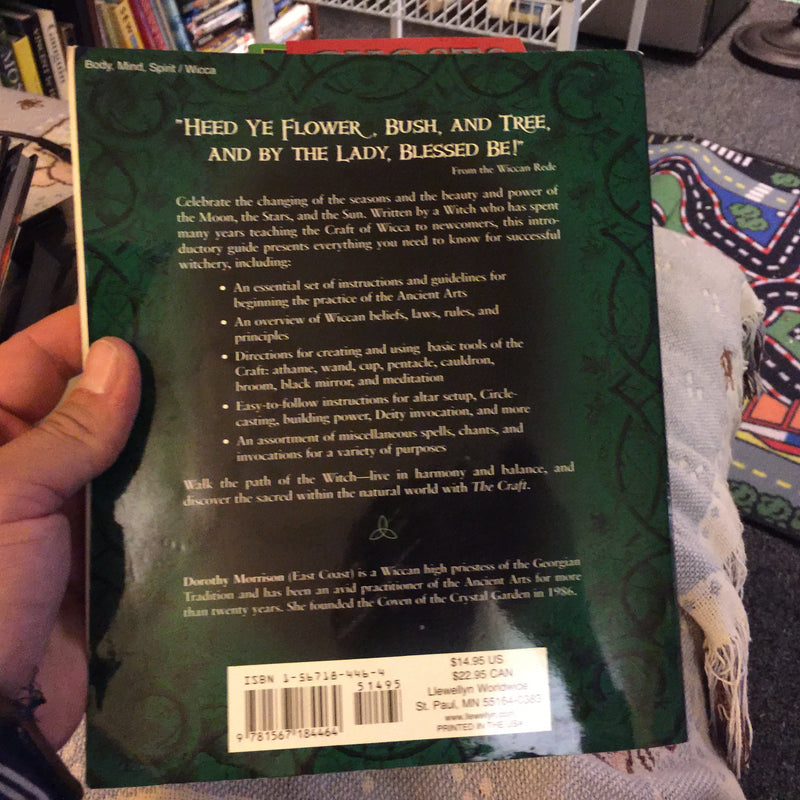 Body, Mind, Spirit / Wicca
"HEED YE FLOWER, BUSH, AND TREE,
AND BY THE LADY, BLESSED BE!"
From the Wiccan Rede
Celebrate the changing of the seasons and the beauty and power of
the Moon, the Stars, and the Sun. Written by a Witch who has spent
many years teaching the Craft of Wicca to newcomers, this intro-
ductory guide presents everything you need to know for successful
witchery, including:
• An essential set of instructions and guidelines for
beginning the practice of the Ancient Arts
• An overview of Wiccan beliefs, laws, rules, and
principles
• Directions for creating and using basic tools of the
Craft: athame, wand, cup, pentacle, cauldron,
broom, black mirror, and meditation
• Easy-to-follow instructions for altar setup, Circle-
casting, building power, Deity invocation, and more
• An assortment of miscellaneous spells, chants, and
invocations for a variety of purposes
Walk the path of the Witch—live in harmony and balance, and
discover the sacred within the natural world with The Craft.
Dorothy Morrison (East Coast) is a Wiccan high priestess of the Georgian
Tradition and has been an avid practitioner of the Ancient Arts for more
than twenty years. She founded the Coven of the Crystal Garden in 1986.
ISBN 1-56718-446-4
51495
9 781567 184464
$14.95 US
$22.95 CAN
Llewellyn Worldwide
St. Paul, MN 55164-0383
www.llewellyn.com
PRINTED IN THE USA